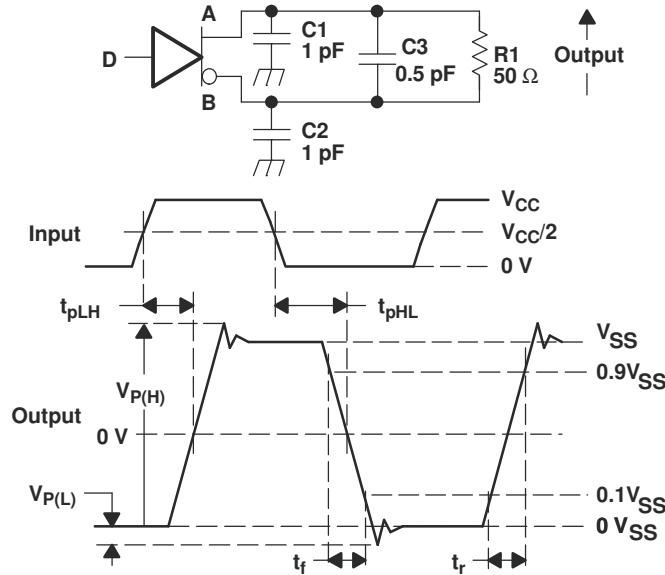 A
D
B
C1
1 pF
C3
0.5 pF
R1
50 Ω
Output
C2
1 pF
Input
VCC
VCC/2
0 V
tpLH
tpHL
VP(H)
Output
0 V
VP(L)
VSS
0.9VSS
0.1VSS
0 VSS
tf
tr